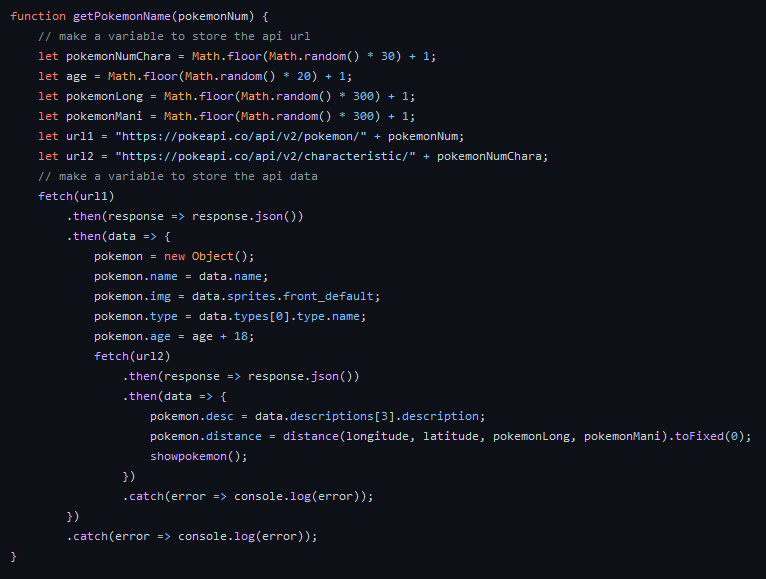 function getPokemonName(pokemonNum) {
    // make a variable to store the api url
    let pokemonNumChara = Math.floor(Math.random() * 30) + 1;
    let age = Math.floor(Math.random() * 20) + 1;
    let pokemonLong = Math.floor(Math.random() * 300) + 1;
    let pokemonMani = Math.floor(Math.random() * 300) + 1;
    let url1 = "https://pokeapi.co/api/v2/pokemon/" + pokemonNum;
    let url2 = "https://pokeapi.co/api/v2/characteristic/" + pokemonNumChara;
    // make a variable to store the api data
    fetch(url1)
        .then(response => response.json())
        .then(data => {
            pokemon = new Object();
            pokemon.name = data.name;
            pokemon.img = data.sprites.front_default;
            pokemon.type = data.types[0].type.name;
            pokemon.age = age + 18;
            fetch(url2)
                .then(response => response.json())
                .then(data => {
                    pokemon.desc = data.descriptions[3].description;
                    pokemon.distance = distance(longitude, latitude, pokemonLong, pokemonMani).toFixed(0);
                    showpokemon();
                })
                .catch(error => console.log(error));
        })
        .catch(error => console.log(error));
}